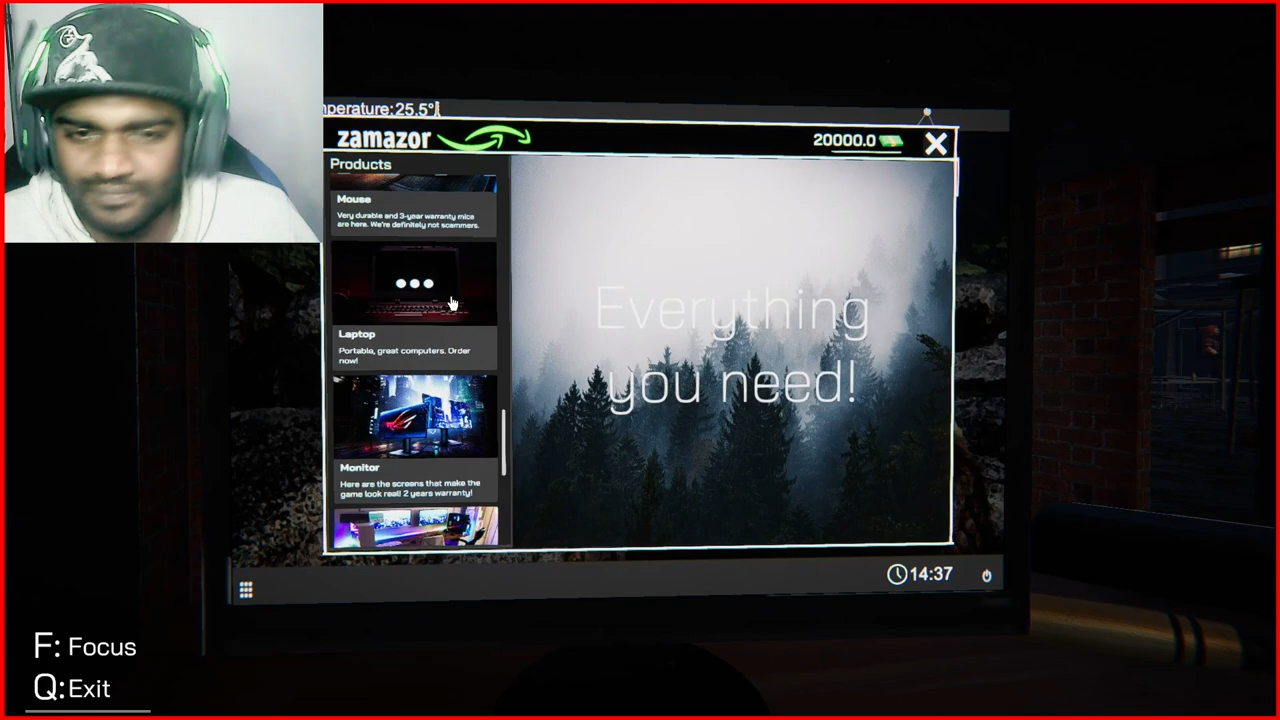 nperature:25.5°
zamazor
20000.0
Products
Mouse
Very durable and 3-year warranty mice
are here. We're definitely not scammers.
Laptop
Portable, great computers. Order
now!
Monitor
Here are the screens that make the
game look real! 2 years warranty!
Everything
you need!
14:37
F: Focus
Q:Exit